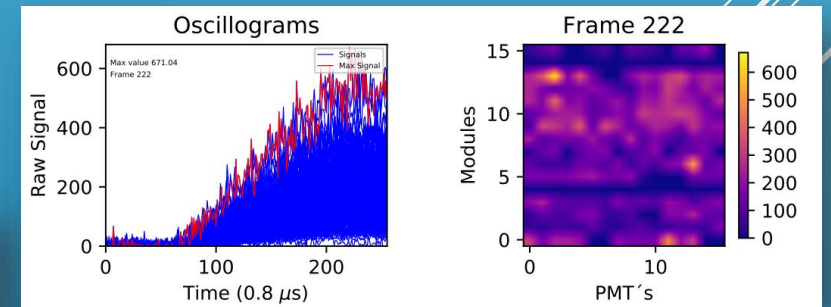 Oscillograms
Max value 671.04
Frame 222
Signals
Max Signal
Raw Signal
600
400
200
0
0
100
200
Time (0.8 μs)
Frame 222
Modules
15
10
5
0
0
10
PMT´s
600
500
400
300
200
100
0